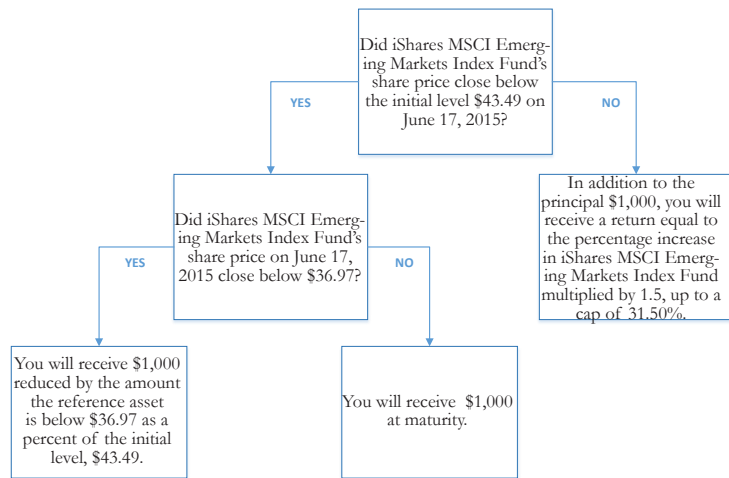 Did iShares MSCI Emerg-
ing Markets Index Fund's
share price close below
the initial level $43.49 on
June 17, 2015?
YES
NO
Did iShares MSCI Emerg-
ing Markets Index Fund's
share price on June 17,
2015 close below $36.97?
In addition to the
principal $1,000, you will
receive a return equal to
the percentage increase
in iShares MSCI Emerg-
ing Markets Index Fund
multiplied by 1.5, up to a
cap of 31.50%.
YES
NO
You will receive $1,000
reduced by the amount
the reference asset
is below $36.97 as a
percent of the initial
level, $43.49.
You will receive $1,000
at maturity.